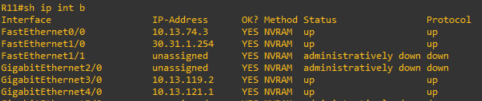 R11#sh ip int b
Interface IP-Address OK? Method Status Protocol
FastEthernet0/0 10.13.74.3 YES NVRAM up up
FastEthernet1/0 30.31.1.254 YES NVRAM up up
FastEthernet1/1 unassigned YES NVRAM administratively down down
GigabitEthernet2/0 unassigned YES NVRAM administratively down down
GigabitEthernet3/0 10.13.119.2 YES NVRAM up up
GigabitEthernet4/0 10.13.121.1 YES NVRAM up up